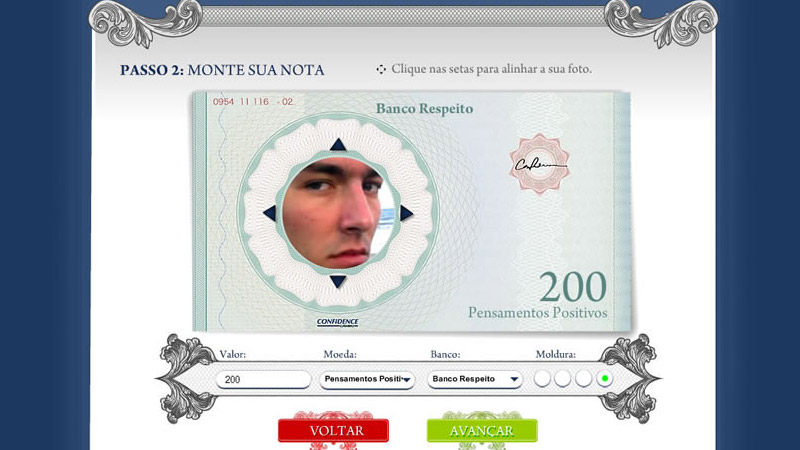 PASSO 2: MONTE SUA NOTA
Clique nas setas para alinhar a sua foto.
0954 11 116 - 02
Banco Respeito
200
Pensamentos Positivos
CONFIDENCE
Valor:
Moeda:
Banco:
Moldura:
200
Pensamentos Positi
Banco Respeito
VOLTAR
AVANÇAR